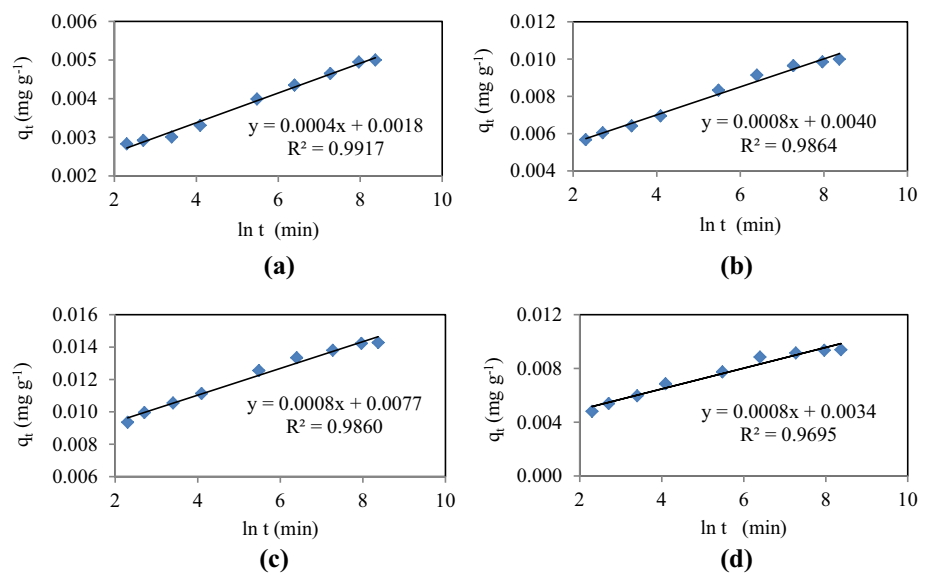 0.006
0.005
0.004
0.003
0.002
qt (mg g-1)
y = 0.0004x + 0.0018
R² = 0.9917
2 4 6 8 10
ln t (min)
(a)
0.012
0.010
0.008
0.006
0.004
qt (mg g-1)
y = 0.0008x + 0.0040
R² = 0.9864
2 4 6 8 10
ln t (min)
(b)
0.016
0.014
0.012
0.010
0.008
0.006
qt (mg g-1)
y = 0.0008x + 0.0077
R² = 0.9860
2 4 6 8 10
ln t (min)
(c)
0.012
0.008
0.004
0.000
qt (mg g-1)
y = 0.0008x + 0.0034
R² = 0.9695
2 4 6 8 10
ln t (min)
(d)